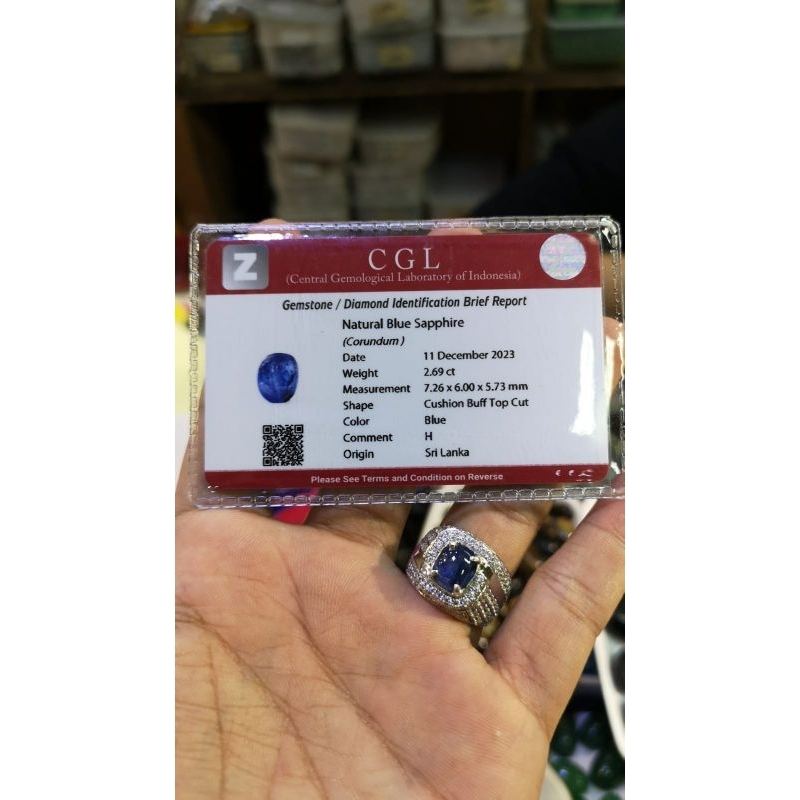 Z
CGL
(Central Gemological Laboratory of Indonesia)
Gemstone / Diamond Identification Brief Report
Natural Blue Sapphire
(Corundum)
Date 11 December 2023
Weight 2.69 ct
Measurement 7.26 x 6.00 x 5.73 mm
Shape Cushion Buff Top Cut
Color Blue
Comment H
Origin Sri Lanka
Please See Terms and Condition on Reverse